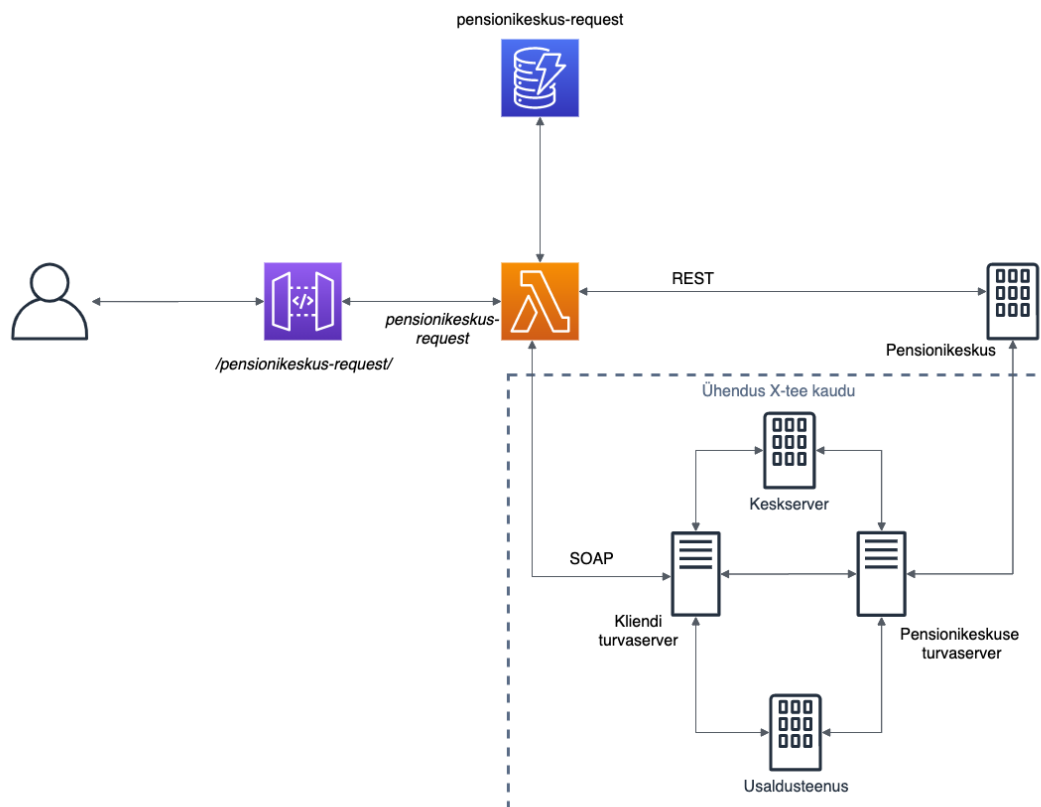 pensionikeskus-request
REST
pensionikeskus-
request
/pensionikeskus-request/
Pensionikeskus
Ühendus X-tee kaudu
Keskserver
SOAP
Kliendi
turvaserver
Pensionikeskuse
turvaserver
Usaldusteenus